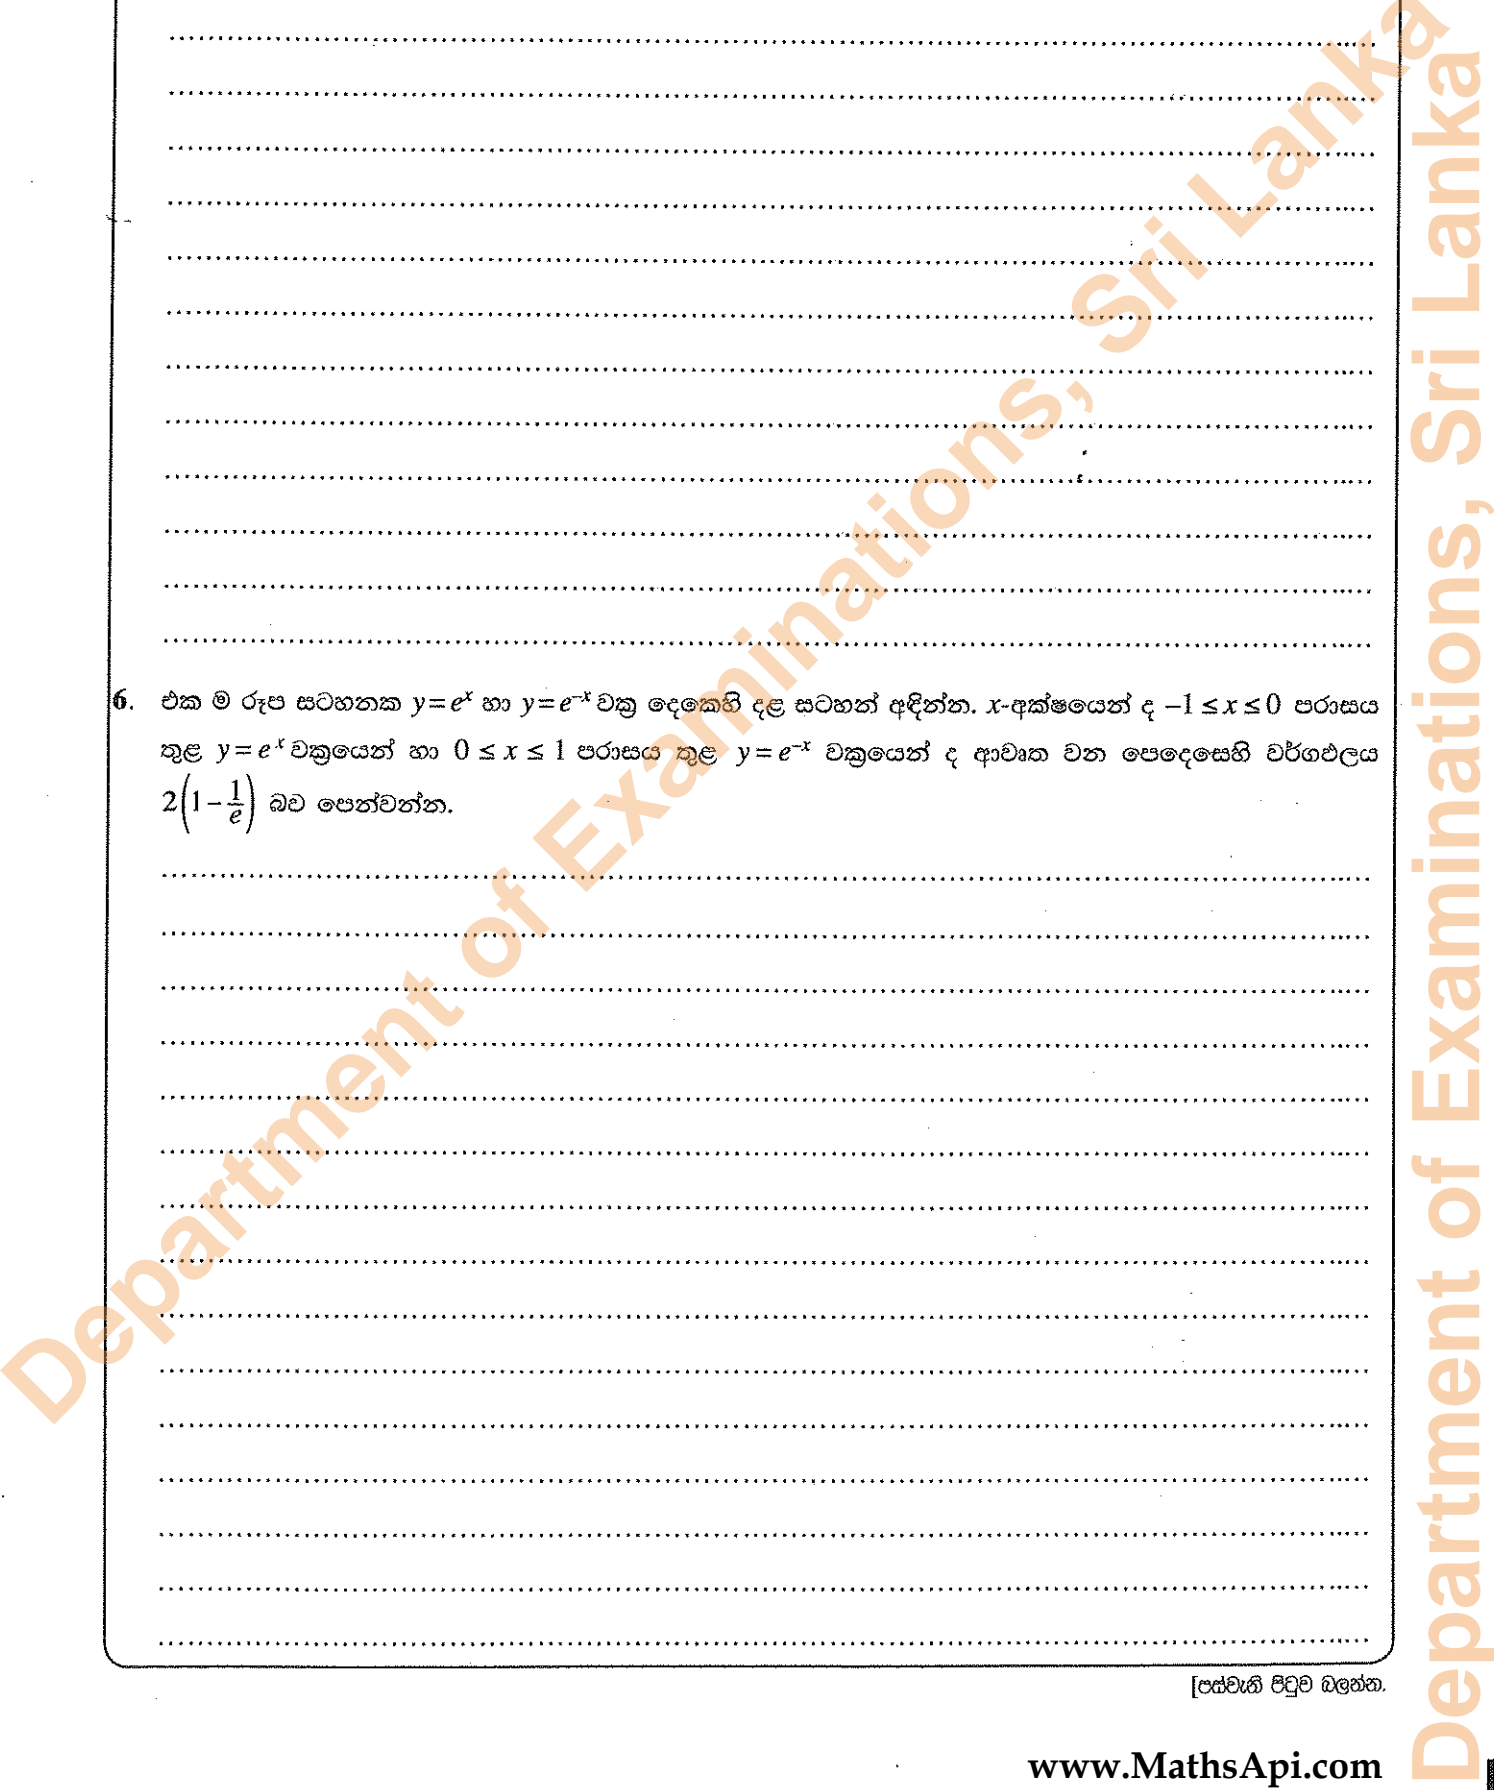 6. එක ම රූප සටහනක y = eˣ හා y = e⁻ˣ වක්‍ර දෙකෙහි දළ සටහන් අඳින්න. x-අක්ෂයෙන් ද −1 ≤ x ≤ 0 පරාසය
තුළ y = eˣ වක්‍රයෙන් හා 0 ≤ x ≤ 1 පරාසය තුළ y = e⁻ˣ වක්‍රයෙන් ද ආවෘත වන පෙදෙසෙහි වර්ගඵලය
2(1 − 1/e) බව පෙන්වන්න.
[පස්වැනි පිටුව බලන්න.
www.MathsApi.com
Department of Examinations, Sri Lanka
Department of Examinations, Sri Lanka